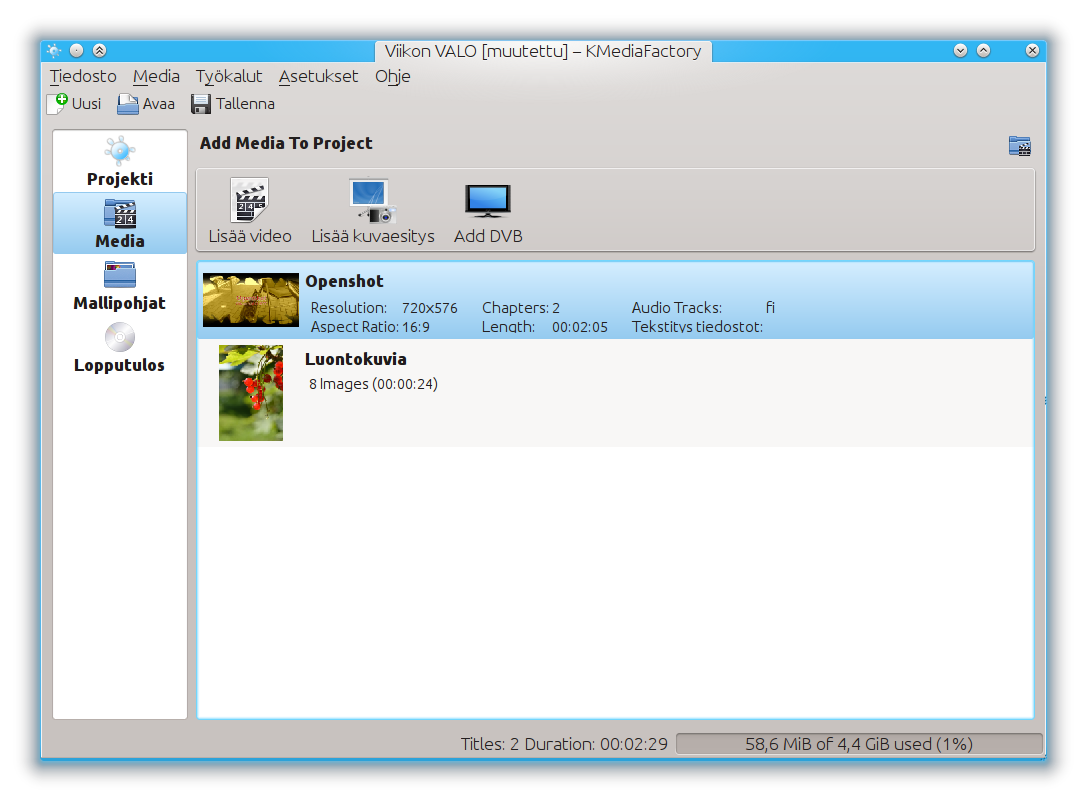 Viikon VALO [muutettu] – KMediaFactory
Tiedosto Media Työkalut Asetukset Ohje
Uusi Avaa Tallenna
Projekti
Media
Mallipohjat
Lopputulos
Add Media To Project
Lisää video Lisää kuvaesitys Add DVB
Openshot
Resolution: 720x576 Chapters: 2 Audio Tracks: fi
Aspect Ratio: 16:9 Length: 00:02:05 Tekstitys tiedostot:
Luontokuvia
8 Images (00:00:24)
Titles: 2 Duration: 00:02:29 58,6 MiB of 4,4 GiB used (1%)